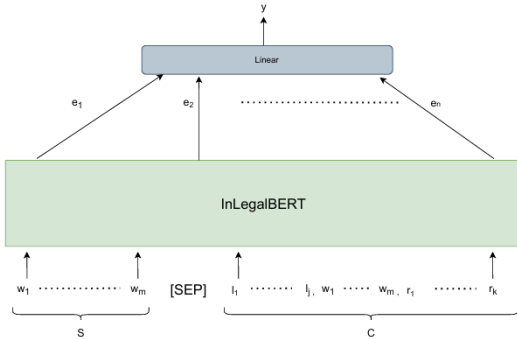 y
Linear
e₁ e₂ ........................ eₙ
InLegalBERT
w₁ .................. wₘ [SEP] l₁ ........ lⱼ , w₁ ...... wₘ , r₁ ........ rₖ
S C